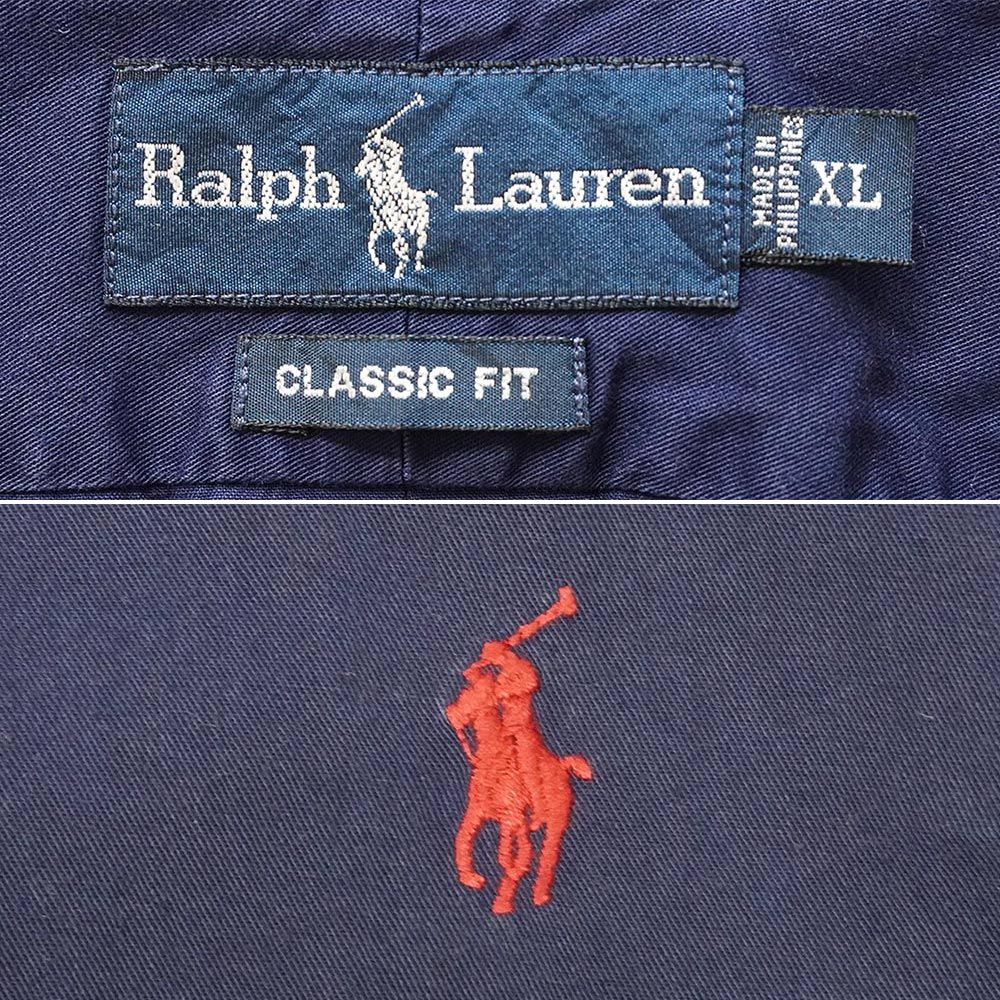 Ralph Lauren
MADE IN
PHILIPPINES
XL
CLASSIC FIT